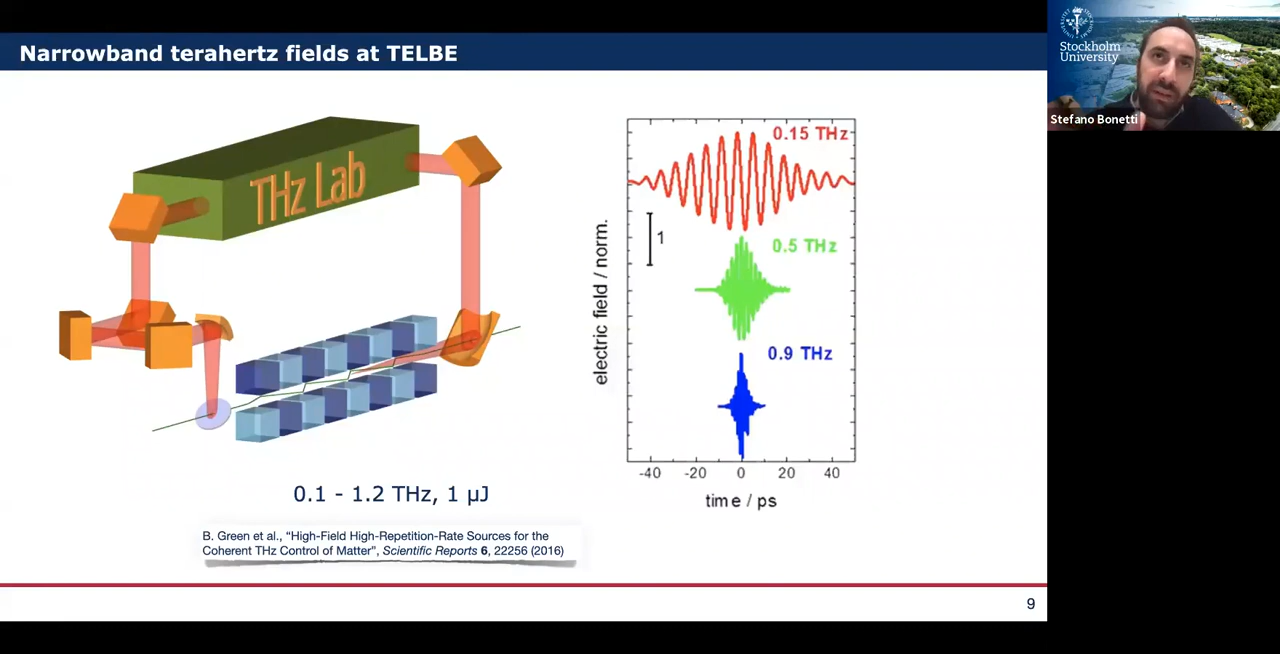 Narrowband terahertz fields at TELBE
THz Lab
0.1 - 1.2 THz, 1 µJ
B. Green et al., “High-Field High-Repetition-Rate Sources for the
Coherent THz Control of Matter”, Scientific Reports 6, 22256 (2016)
electric field / norm.
0.15 THz
1
0.5 THz
0.9 THz
-40 -20 0 20 40
time / ps
9
Stockholm
University
Stefano Bonetti